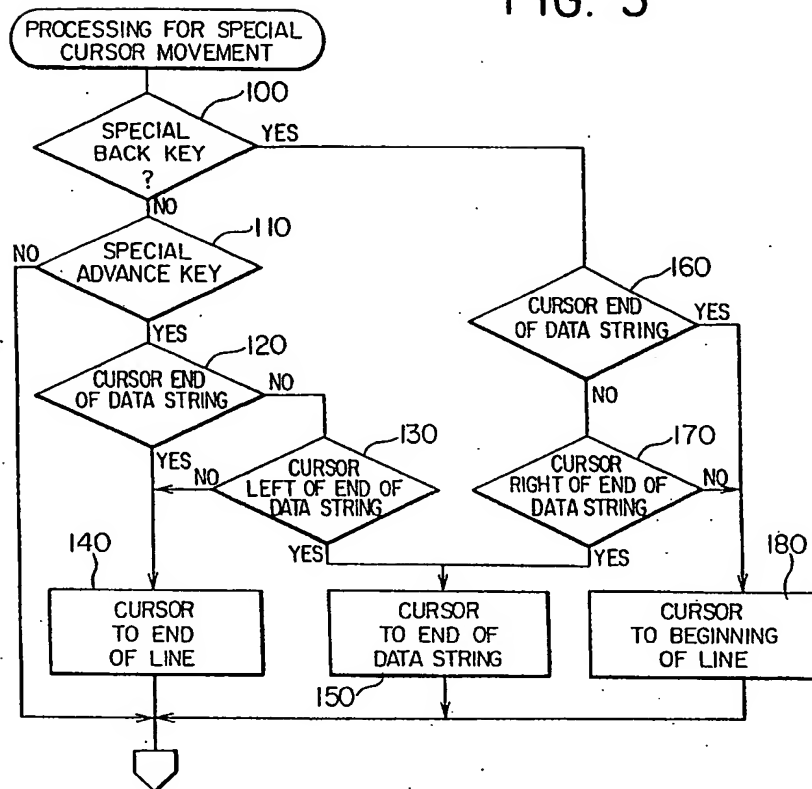 FIG. 5
PROCESSING FOR SPECIAL
CURSOR MOVEMENT
100
SPECIAL
BACK KEY
?
YES
NO
110
NO
SPECIAL
ADVANCE KEY
YES
160
CURSOR END
OF DATA STRING
YES
NO
120
CURSOR END
OF DATA STRING
NO
YES
130
CURSOR
LEFT OF END OF
DATA STRING
NO
YES
170
CURSOR
RIGHT OF END OF
DATA STRING
NO
YES
140
CURSOR
TO END
OF LINE
CURSOR
TO END OF
DATA STRING
150
180
CURSOR
TO BEGINNING
OF LINE